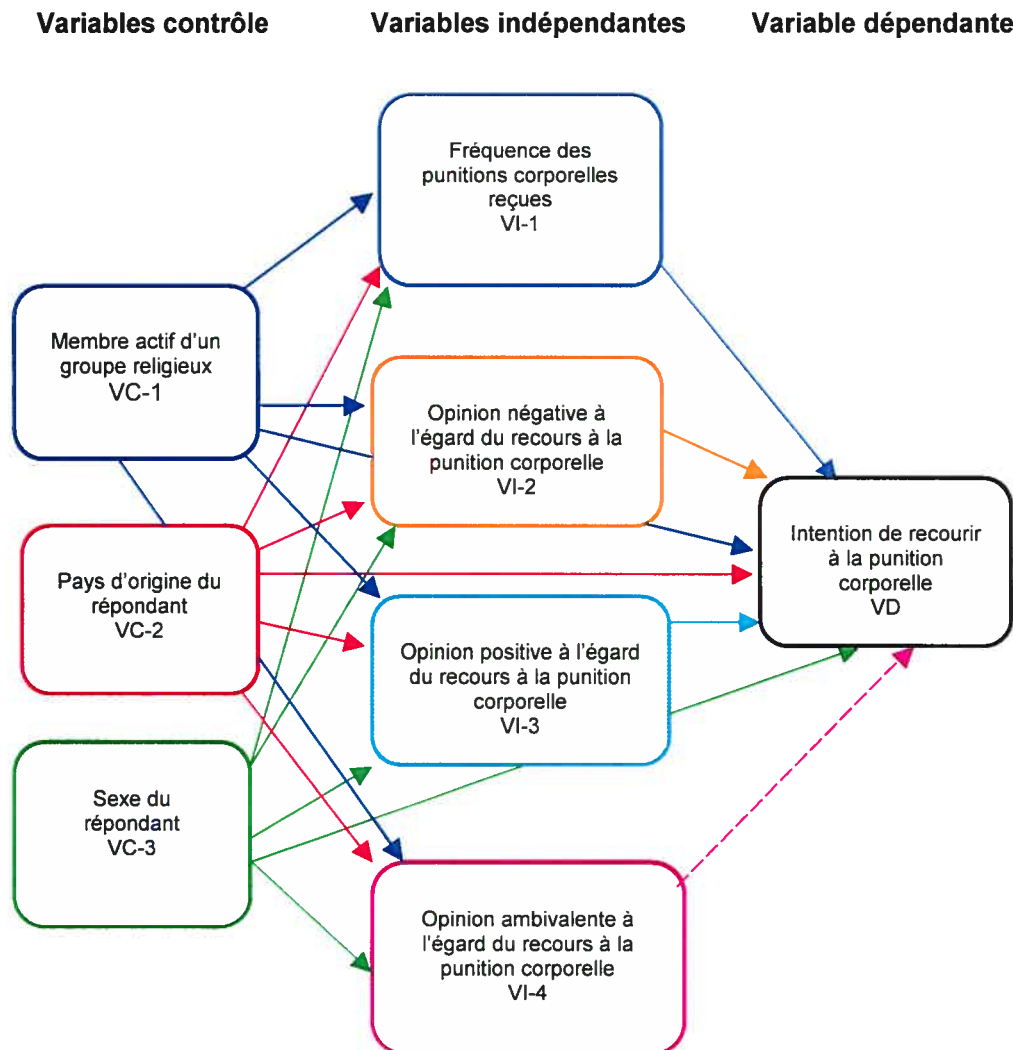 Variables contrôle
Variables indépendantes
Variable dépendante
Fréquence des
punitions corporelles
reçues
VI-1
Membre actif d'un
groupe religieux
VC-1
Opinion négative à
l'égard du recours à la
punition corporelle
VI-2
Intention de recourir
à la punition
corporelle
VD
Pays d'origine du
répondant
VC-2
Opinion positive à l'égard
du recours à la punition
corporelle
VI-3
Sexe du
répondant
VC-3
Opinion ambivalente à
l'égard du recours à la
punition corporelle
VI-4